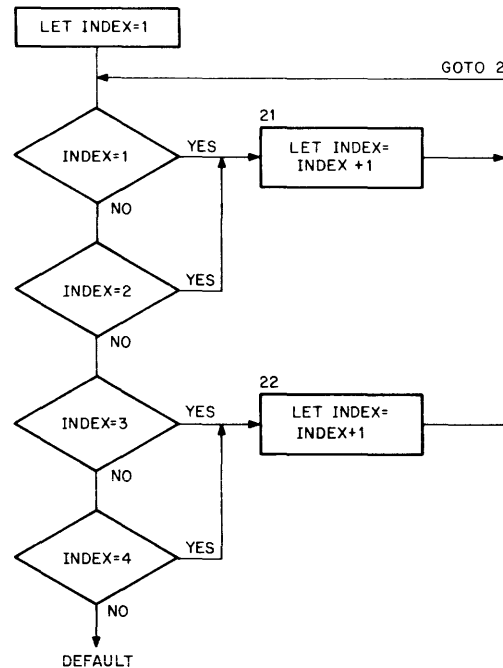 LET INDEX=1
GOTO 2
21
INDEX=1
YES
LET INDEX=
INDEX +1
NO
INDEX=2
YES
NO
22
INDEX=3
YES
LET INDEX=
INDEX+1
NO
INDEX=4
YES
NO
DEFAULT